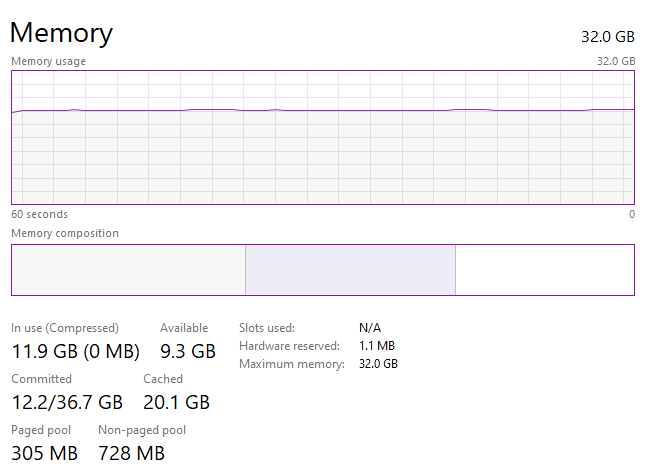 Memory 32.0 GB
Memory usage 32.0 GB
60 seconds 0
Memory composition
In use (Compressed) Available Slots used: N/A
11.9 GB (0 MB) 9.3 GB Hardware reserved: 1.1 MB
Maximum memory: 32.0 GB
Committed Cached
12.2/36.7 GB 20.1 GB
Paged pool Non-paged pool
305 MB 728 MB